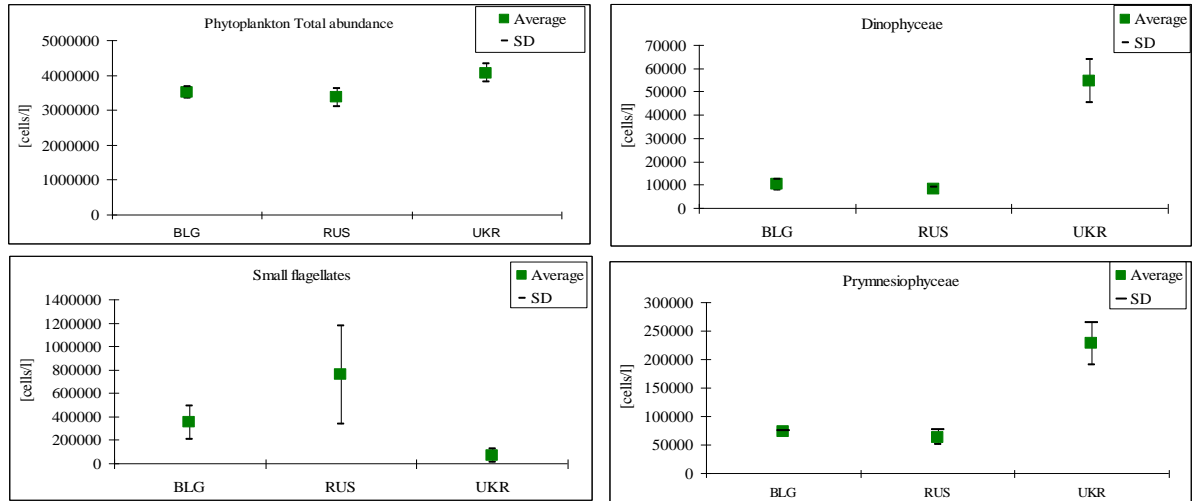 Phytoplankton Total abundance
Average
SD
[cells/l]
5000000
4000000
3000000
2000000
1000000
0
BLG RUS UKR
Dinophyceae
Average
SD
[cells/l]
70000
60000
50000
40000
30000
20000
10000
0
BLG RUS UKR
Small flagellates
Average
SD
[cells/l]
1400000
1200000
1000000
800000
600000
400000
200000
0
BLG RUS UKR
Prymnesiophyceae
Average
SD
[cells/l]
300000
250000
200000
150000
100000
50000
0
BLG RUS UKR